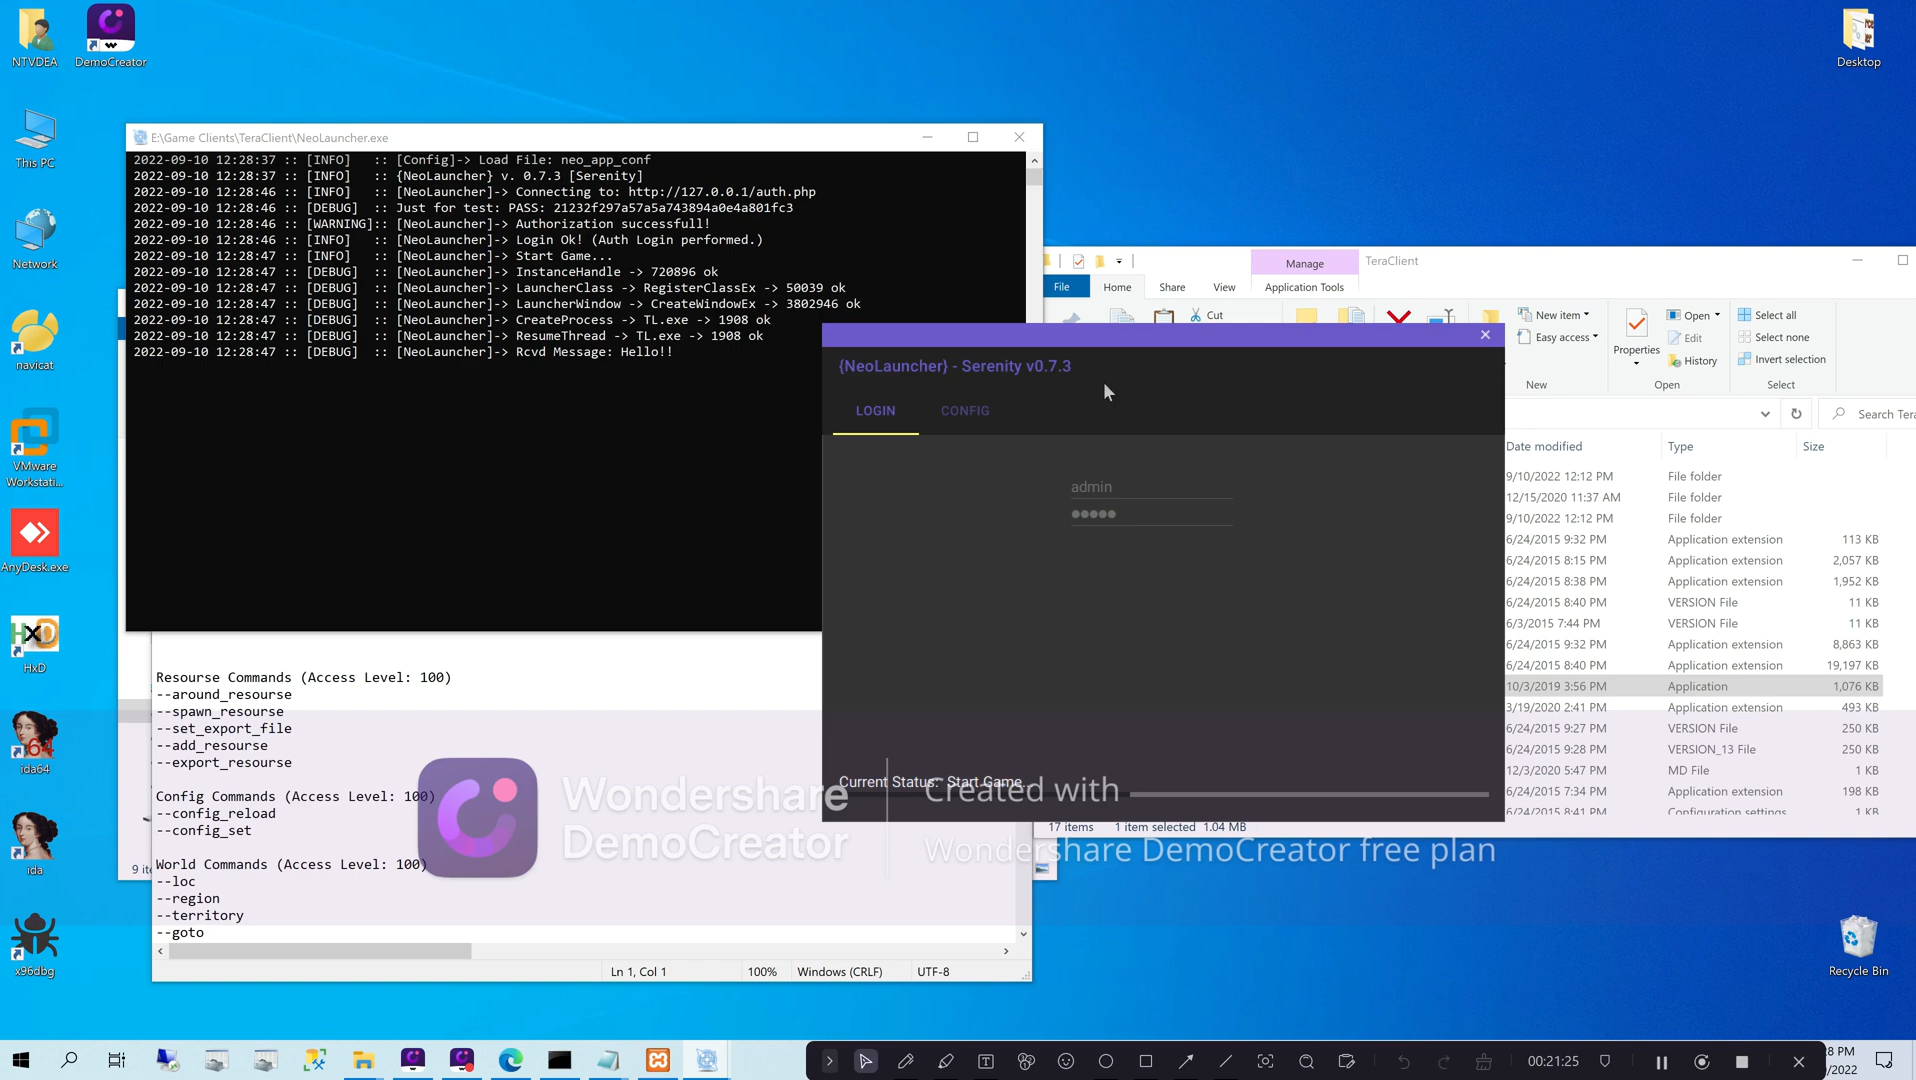 NTVDEA
DemoCreator
This PC
Network
navicat
VMware
Workstati...
AnyDesk.exe
HxD
ida64
ida
x96dbg
Desktop
Recycle Bin
E:\Game Clients\TeraClient\NeoLauncher.exe
2022-09-10 12:28:37 :: [INFO] :: [Config]-> Load File: neo_app_conf
2022-09-10 12:28:37 :: [INFO] :: {NeoLauncher} v. 0.7.3 [Serenity]
2022-09-10 12:28:46 :: [INFO] :: [NeoLauncher]-> Connecting to: http://127.0.0.1/auth.php
2022-09-10 12:28:46 :: [DEBUG] :: Just for test: PASS: 21232f297a57a5a743894a0e4a801fc3
2022-09-10 12:28:46 :: [WARNING]:: [NeoLauncher]-> Authorization successfull!
2022-09-10 12:28:46 :: [INFO] :: [NeoLauncher]-> Login Ok! (Auth Login performed.)
2022-09-10 12:28:47 :: [INFO] :: [NeoLauncher]-> Start Game...
2022-09-10 12:28:47 :: [DEBUG] :: [NeoLauncher]-> InstanceHandle -> 720896 ok
2022-09-10 12:28:47 :: [DEBUG] :: [NeoLauncher]-> LauncherClass -> RegisterClassEx -> 50039 ok
2022-09-10 12:28:47 :: [DEBUG] :: [NeoLauncher]-> LauncherWindow -> CreateWindowEx -> 3802946 ok
2022-09-10 12:28:47 :: [DEBUG] :: [NeoLauncher]-> CreateProcess -> TL.exe -> 1908 ok
2022-09-10 12:28:47 :: [DEBUG] :: [NeoLauncher]-> ResumeThread -> TL.exe -> 1908 ok
2022-09-10 12:28:47 :: [DEBUG] :: [NeoLauncher]-> Rcvd Message: Hello!!
{NeoLauncher} - Serenity v0.7.3
LOGIN CONFIG
admin
Current Status: Start Game...
Manage TeraClient
File Home Share View Application Tools
Cut
New item
Easy access
New
Properties
Open
Edit
History
Open
Select all
Select none
Invert selection
Select
Search Tera
Date modified Type Size
9/10/2022 12:12 PM File folder
12/15/2020 11:37 AM File folder
9/10/2022 12:12 PM File folder
6/24/2015 9:32 PM Application extension 113 KB
6/24/2015 8:15 PM Application extension 2,057 KB
6/24/2015 8:38 PM Application extension 1,952 KB
6/24/2015 8:40 PM VERSION File 11 KB
6/3/2015 7:44 PM VERSION File 11 KB
6/24/2015 9:32 PM Application extension 8,863 KB
6/24/2015 8:40 PM Application extension 19,197 KB
10/3/2019 3:56 PM Application 1,076 KB
3/19/2020 2:41 PM Application extension 493 KB
6/24/2015 9:27 PM VERSION File 250 KB
6/24/2015 9:28 PM VERSION_13 File 250 KB
12/3/2020 5:47 PM MD File 1 KB
6/24/2015 7:34 PM Application extension 198 KB
6/24/2015 8:41 PM Configuration settings 1 KB
17 items 1 item selected 1.04 MB
9 ite
Resourse Commands (Access Level: 100)
--around_resourse
--spawn_resourse
--set_export_file
--add_resourse
--export_resourse
Config Commands (Access Level: 100)
--config_reload
--config_set
World Commands (Access Level: 100)
--loc
--region
--territory
--goto
Ln 1, Col 1 100% Windows (CRLF) UTF-8
Wondershare
DemoCreator
Created with
Wondershare DemoCreator free plan
00:21:25
8 PM
/2022